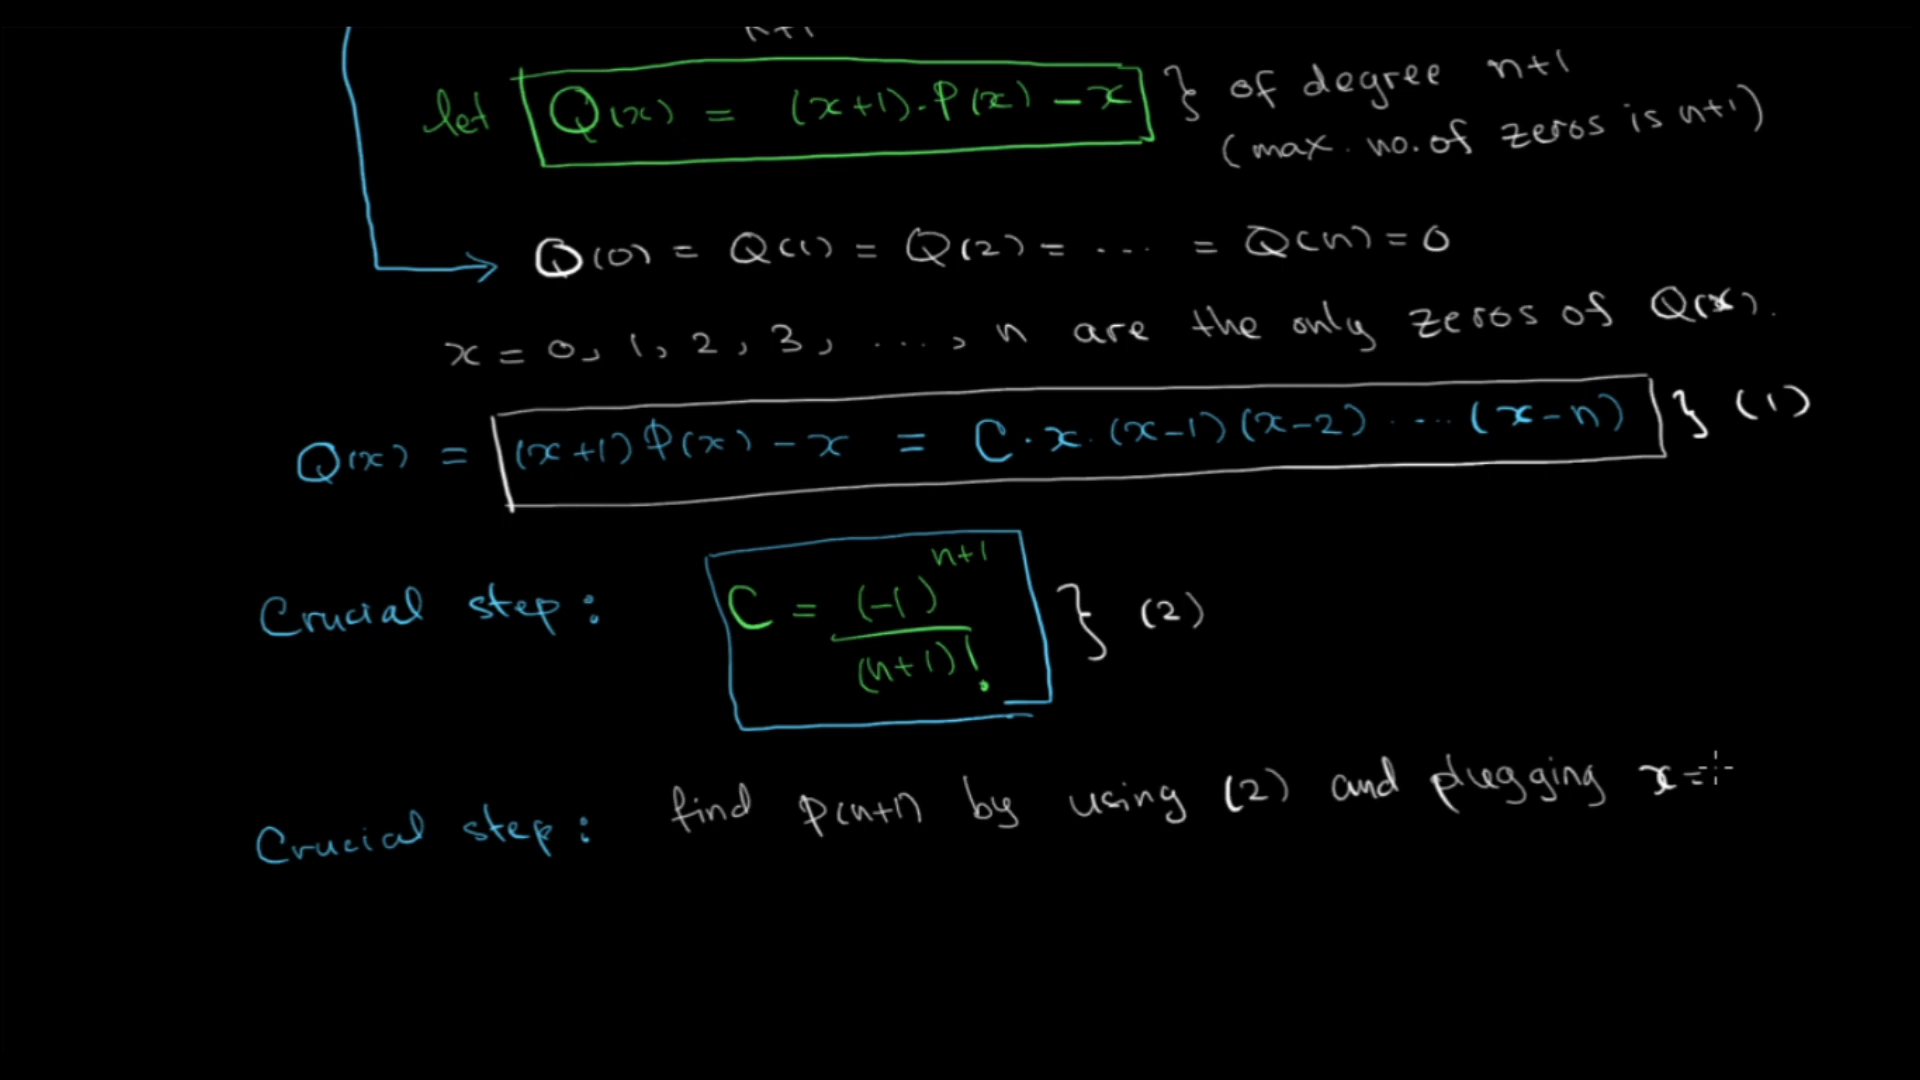 n+1
let Q(x) = (x+1).P(x) - x } of degree n+1
(max. no. of zeros is n+1)
Q(0) = Q(1) = Q(2) = .... = Q(n) = 0
x = 0, 1, 2, 3, ...., n are the only zeros of Q(x).
Q(x) = (x+1)P(x) - x = C.x.(x-1)(x-2) ..... (x-n) } (1)
Crucial step: C = (-1)^(n+1) / (n+1)! } (2)
Crucial step: find P(n+1) by using (2) and plugging x=